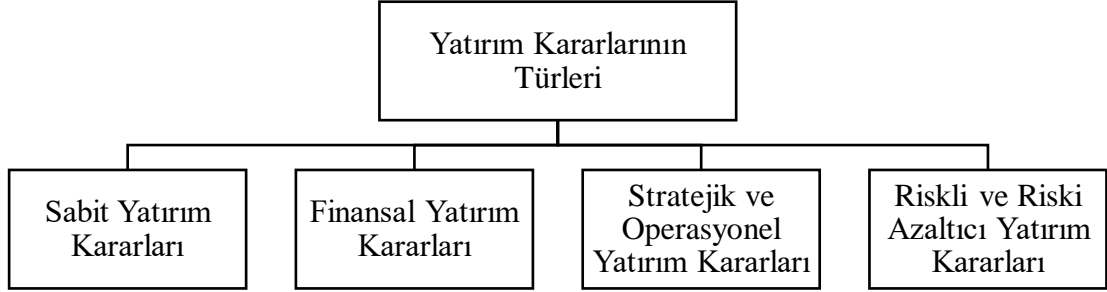 Yatırım Kararlarının
Türleri
Sabit Yatırım
Kararları
Finansal Yatırım
Kararları
Stratejik ve
Operasyonel
Yatırım Kararları
Riskli ve Riski
Azaltıcı Yatırım
Kararları